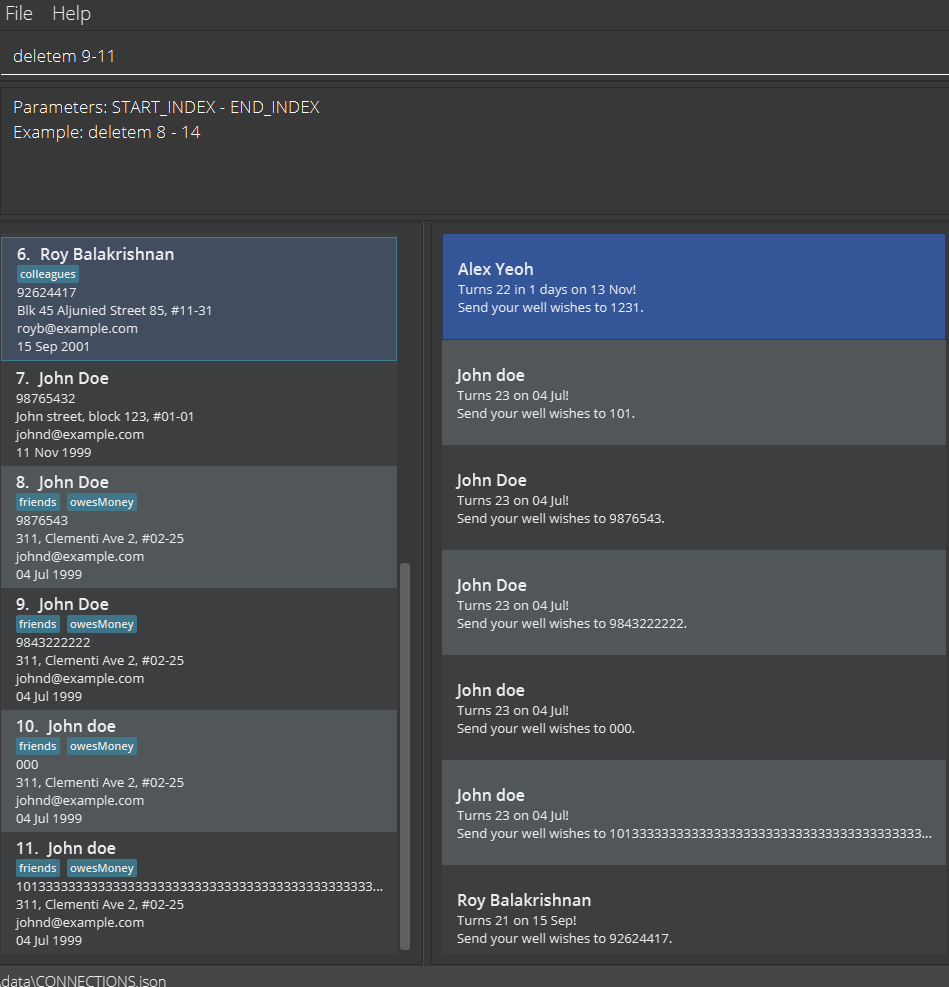 File Help
deletem 9-11
Parameters: START_INDEX - END_INDEX
Example: deletem 8 - 14
6. Roy Balakrishnan
colleagues
92624417
Blk 45 Aljunied Street 85, #11-31
royb@example.com
15 Sep 2001
7. John Doe
98765432
John street, block 123, #01-01
johnd@example.com
11 Nov 1999
8. John Doe
friends owesMoney
9876543
311, Clementi Ave 2, #02-25
johnd@example.com
04 Jul 1999
9. John Doe
friends owesMoney
9843222222
311, Clementi Ave 2, #02-25
johnd@example.com
04 Jul 1999
10. John doe
friends owesMoney
000
311, Clementi Ave 2, #02-25
johnd@example.com
04 Jul 1999
11. John doe
friends owesMoney
101333333333333333333333333333333333333333333333...
311, Clementi Ave 2, #02-25
johnd@example.com
04 Jul 1999
Alex Yeoh
Turns 22 in 1 days on 13 Nov!
Send your well wishes to 1231.
John doe
Turns 23 on 04 Jul!
Send your well wishes to 101.
John Doe
Turns 23 on 04 Jul!
Send your well wishes to 9876543.
John Doe
Turns 23 on 04 Jul!
Send your well wishes to 9843222222.
John doe
Turns 23 on 04 Jul!
Send your well wishes to 000.
John doe
Turns 23 on 04 Jul!
Send your well wishes to 1013333333333333333333333333333333333333333...
Roy Balakrishnan
Turns 21 on 15 Sep!
Send your well wishes to 92624417.
\data\CONNECTIONS.json